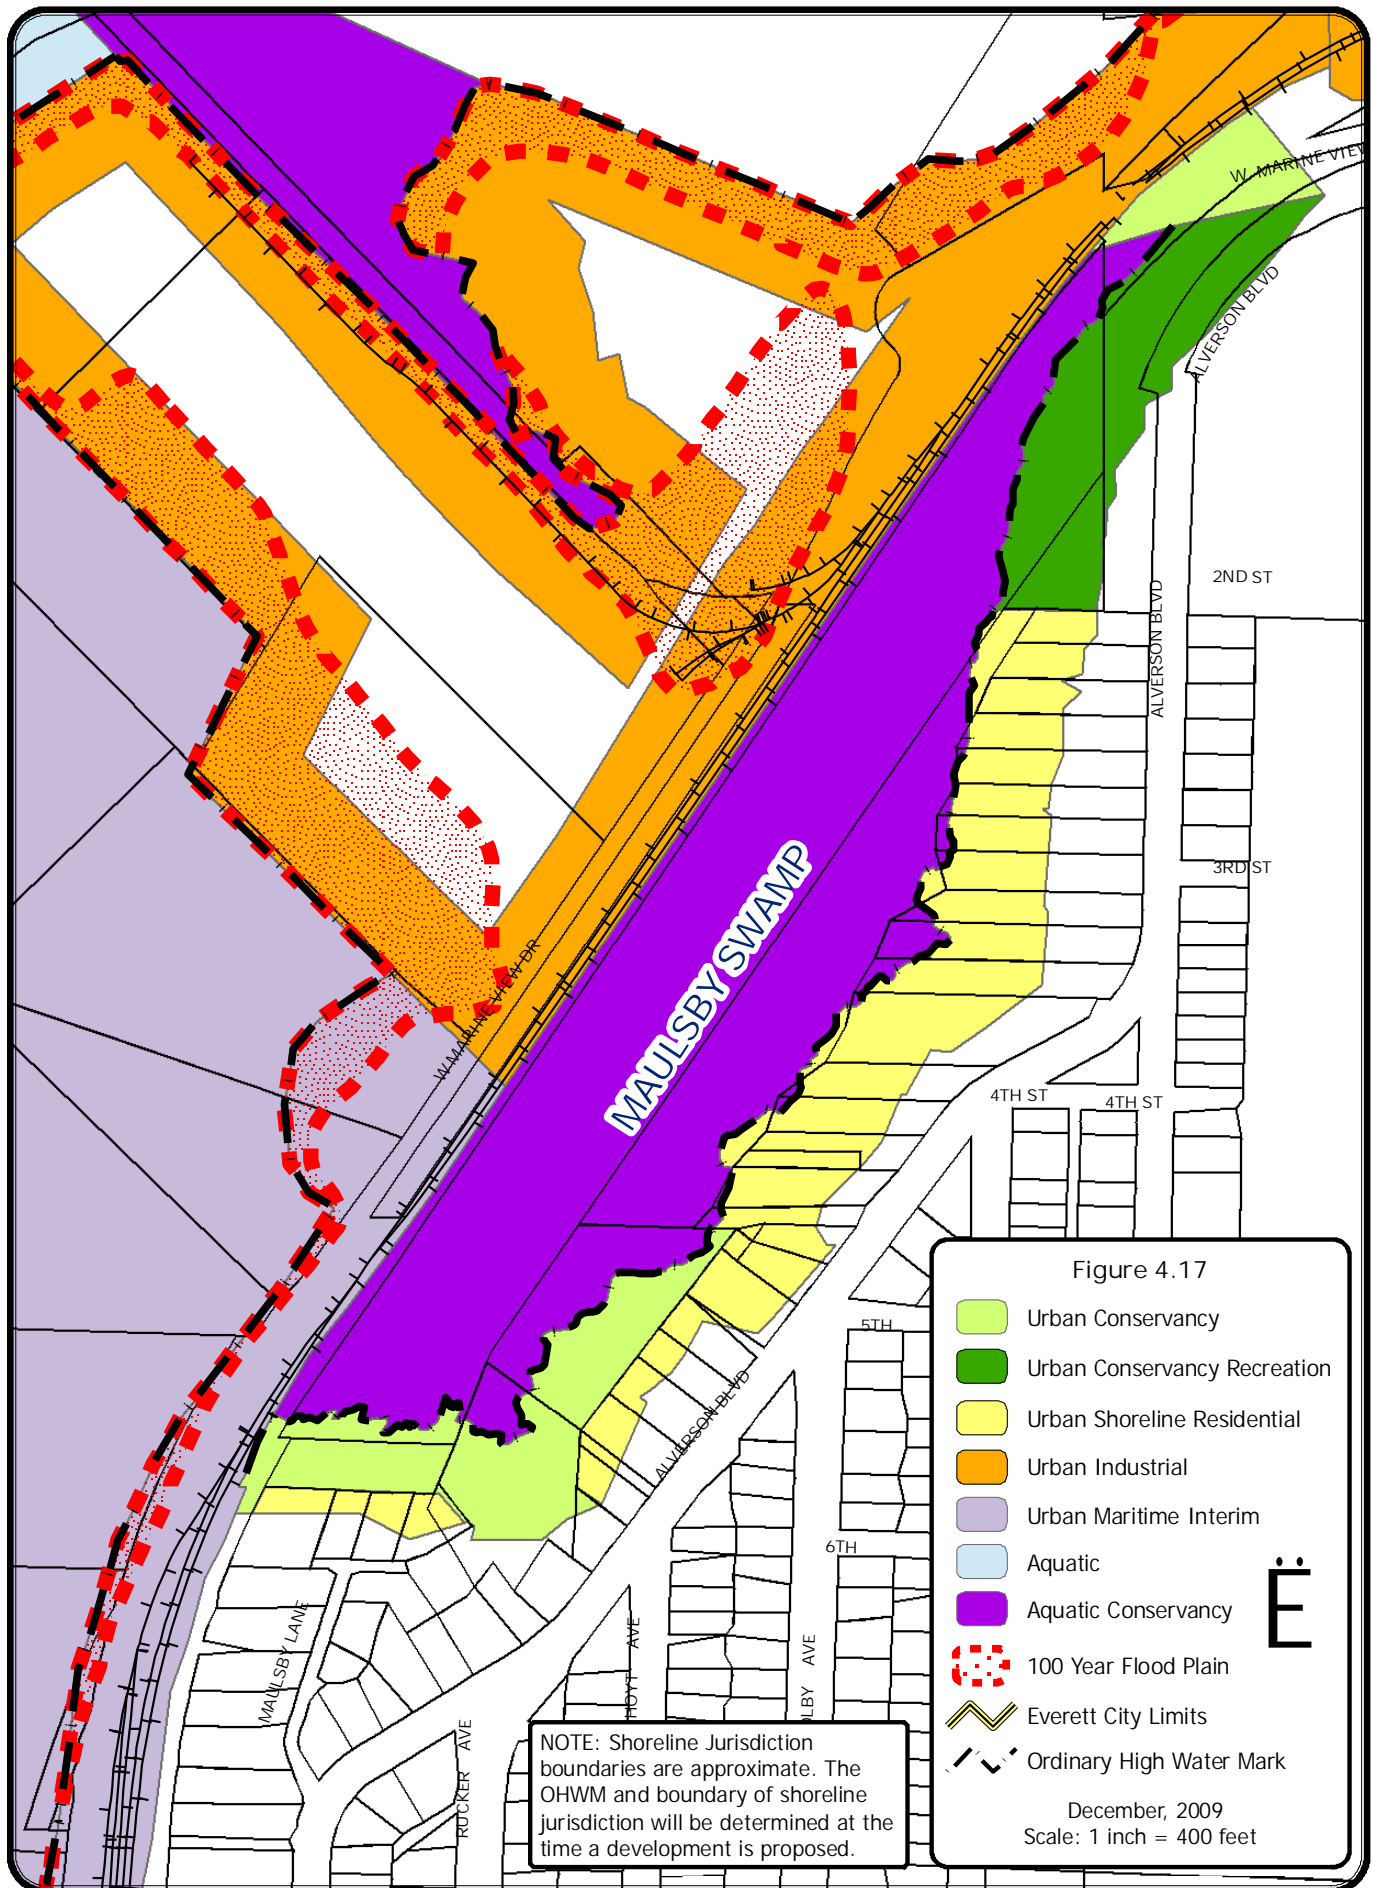 W. MARINE VIEW
ALVERSON BLVD
2ND ST
ALVERSON BLVD
3RD ST
MAULSBY SWAMP
W MARINE VIEW DR
4TH ST
4TH ST
5TH
ALVERSON BLVD
6TH
MAULSBY LANE
HOYT AVE
OLBY AVE
RUCKER AVE
Figure 4.17
Urban Conservancy
Urban Conservancy Recreation
Urban Shoreline Residential
Urban Industrial
Urban Maritime Interim
Aquatic
Aquatic Conservancy
Ë
100 Year Flood Plain
Everett City Limits
Ordinary High Water Mark
December, 2009
Scale: 1 inch = 400 feet
NOTE: Shoreline Jurisdiction
boundaries are approximate. The
OHWM and boundary of shoreline
jurisdiction will be determined at the
time a development is proposed.